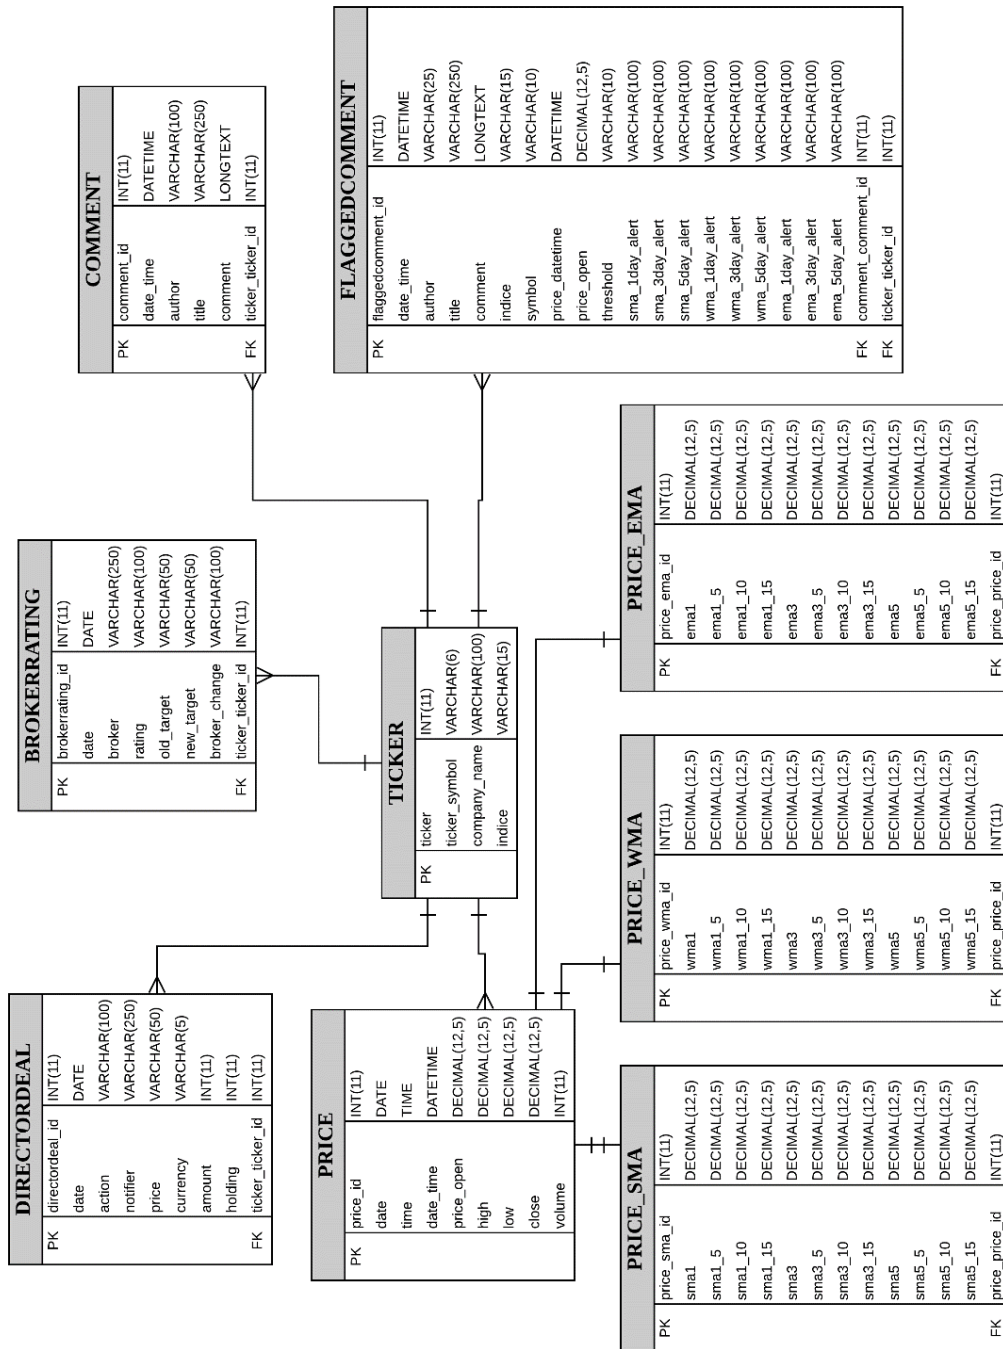 DIRECTORDEAL
PK directordeal_id INT(11)
date DATE
action VARCHAR(100)
notifier VARCHAR(250)
price VARCHAR(50)
currency VARCHAR(5)
amount INT(11)
holding INT(11)
FK ticker_ticker_id INT(11)
BROKERRATING
PK brokerrating_id INT(11)
date DATE
broker VARCHAR(250)
rating VARCHAR(100)
old_target VARCHAR(50)
new_target VARCHAR(50)
broker_change VARCHAR(100)
FK ticker_ticker_id INT(11)
COMMENT
PK comment_id INT(11)
date_time DATETIME
author VARCHAR(100)
title VARCHAR(250)
comment LONGTEXT
FK ticker_ticker_id INT(11)
PRICE
PK price_id INT(11)
date DATE
time TIME
date_time DATETIME
price_open DECIMAL(12,5)
high DECIMAL(12,5)
low DECIMAL(12,5)
close DECIMAL(12,5)
volume INT(11)
TICKER
PK ticker INT(11)
ticker_symbol VARCHAR(6)
company_name VARCHAR(100)
indice VARCHAR(15)
FLAGGEDCOMMENT
PK flaggedcomment_id INT(11)
date_time DATETIME
author VARCHAR(25)
title VARCHAR(250)
comment LONGTEXT
indice VARCHAR(15)
symbol VARCHAR(10)
price_datetime DATETIME
price_open DECIMAL(12,5)
threshold VARCHAR(10)
sma_1day_alert VARCHAR(100)
sma_3day_alert VARCHAR(100)
sma_5day_alert VARCHAR(100)
wma_1day_alert VARCHAR(100)
wma_3day_alert VARCHAR(100)
wma_5day_alert VARCHAR(100)
ema_1day_alert VARCHAR(100)
ema_3day_alert VARCHAR(100)
ema_5day_alert VARCHAR(100)
FK comment_comment_id INT(11)
FK ticker_ticker_id INT(11)
PRICE_SMA
PK price_sma_id INT(11)
sma1 DECIMAL(12,5)
sma1_5 DECIMAL(12,5)
sma1_10 DECIMAL(12,5)
sma1_15 DECIMAL(12,5)
sma3 DECIMAL(12,5)
sma3_5 DECIMAL(12,5)
sma3_10 DECIMAL(12,5)
sma3_15 DECIMAL(12,5)
sma5 DECIMAL(12,5)
sma5_5 DECIMAL(12,5)
sma5_10 DECIMAL(12,5)
sma5_15 DECIMAL(12,5)
FK price_price_id INT(11)
PRICE_WMA
PK price_wma_id INT(11)
wma1 DECIMAL(12,5)
wma1_5 DECIMAL(12,5)
wma1_10 DECIMAL(12,5)
wma1_15 DECIMAL(12,5)
wma3 DECIMAL(12,5)
wma3_5 DECIMAL(12,5)
wma3_10 DECIMAL(12,5)
wma3_15 DECIMAL(12,5)
wma5 DECIMAL(12,5)
wma5_5 DECIMAL(12,5)
wma5_10 DECIMAL(12,5)
wma5_15 DECIMAL(12,5)
FK price_price_id INT(11)
PRICE_EMA
PK price_ema_id INT(11)
ema1 DECIMAL(12,5)
ema1_5 DECIMAL(12,5)
ema1_10 DECIMAL(12,5)
ema1_15 DECIMAL(12,5)
ema3 DECIMAL(12,5)
ema3_5 DECIMAL(12,5)
ema3_10 DECIMAL(12,5)
ema3_15 DECIMAL(12,5)
ema5 DECIMAL(12,5)
ema5_5 DECIMAL(12,5)
ema5_10 DECIMAL(12,5)
ema5_15 DECIMAL(12,5)
FK price_price_id INT(11)